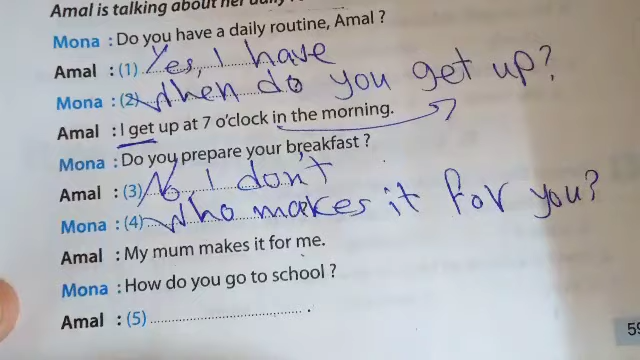 Amal is talking about her daily
Mona : Do you have a daily routine, Amal ?
Amal : (1) Yes, I have
Mona : (2) When do you get up?
Amal : I get up at 7 o'clock in the morning.
Mona : Do you prepare your breakfast ?
Amal : (3) No, I don't
Mona : (4) Who makes it for you?
Amal : My mum makes it for me.
Mona : How do you go to school ?
Amal : (5) .................................................. .
59